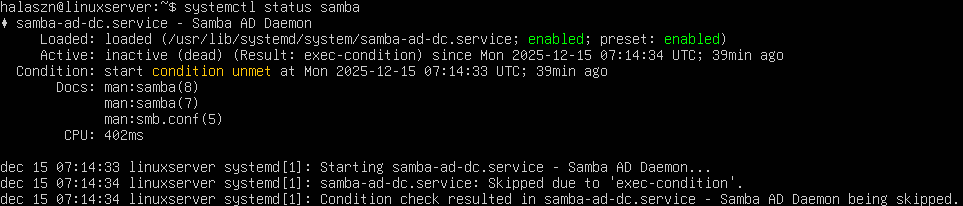 halaszn@linuxserver:~$ systemctl status samba
♦ samba-ad-dc.service - Samba AD Daemon
     Loaded: loaded (/usr/lib/systemd/system/samba-ad-dc.service; enabled; preset: enabled)
     Active: inactive (dead) (Result: exec-condition) since Mon 2025-12-15 07:14:34 UTC; 39min ago
  Condition: start condition unmet at Mon 2025-12-15 07:14:33 UTC; 39min ago
       Docs: man:samba(8)
             man:samba(7)
             man:smb.conf(5)
        CPU: 402ms

dec 15 07:14:33 linuxserver systemd[1]: Starting samba-ad-dc.service - Samba AD Daemon...
dec 15 07:14:34 linuxserver systemd[1]: samba-ad-dc.service: Skipped due to 'exec-condition'.
dec 15 07:14:34 linuxserver systemd[1]: Condition check resulted in samba-ad-dc.service - Samba AD Daemon being skipped.